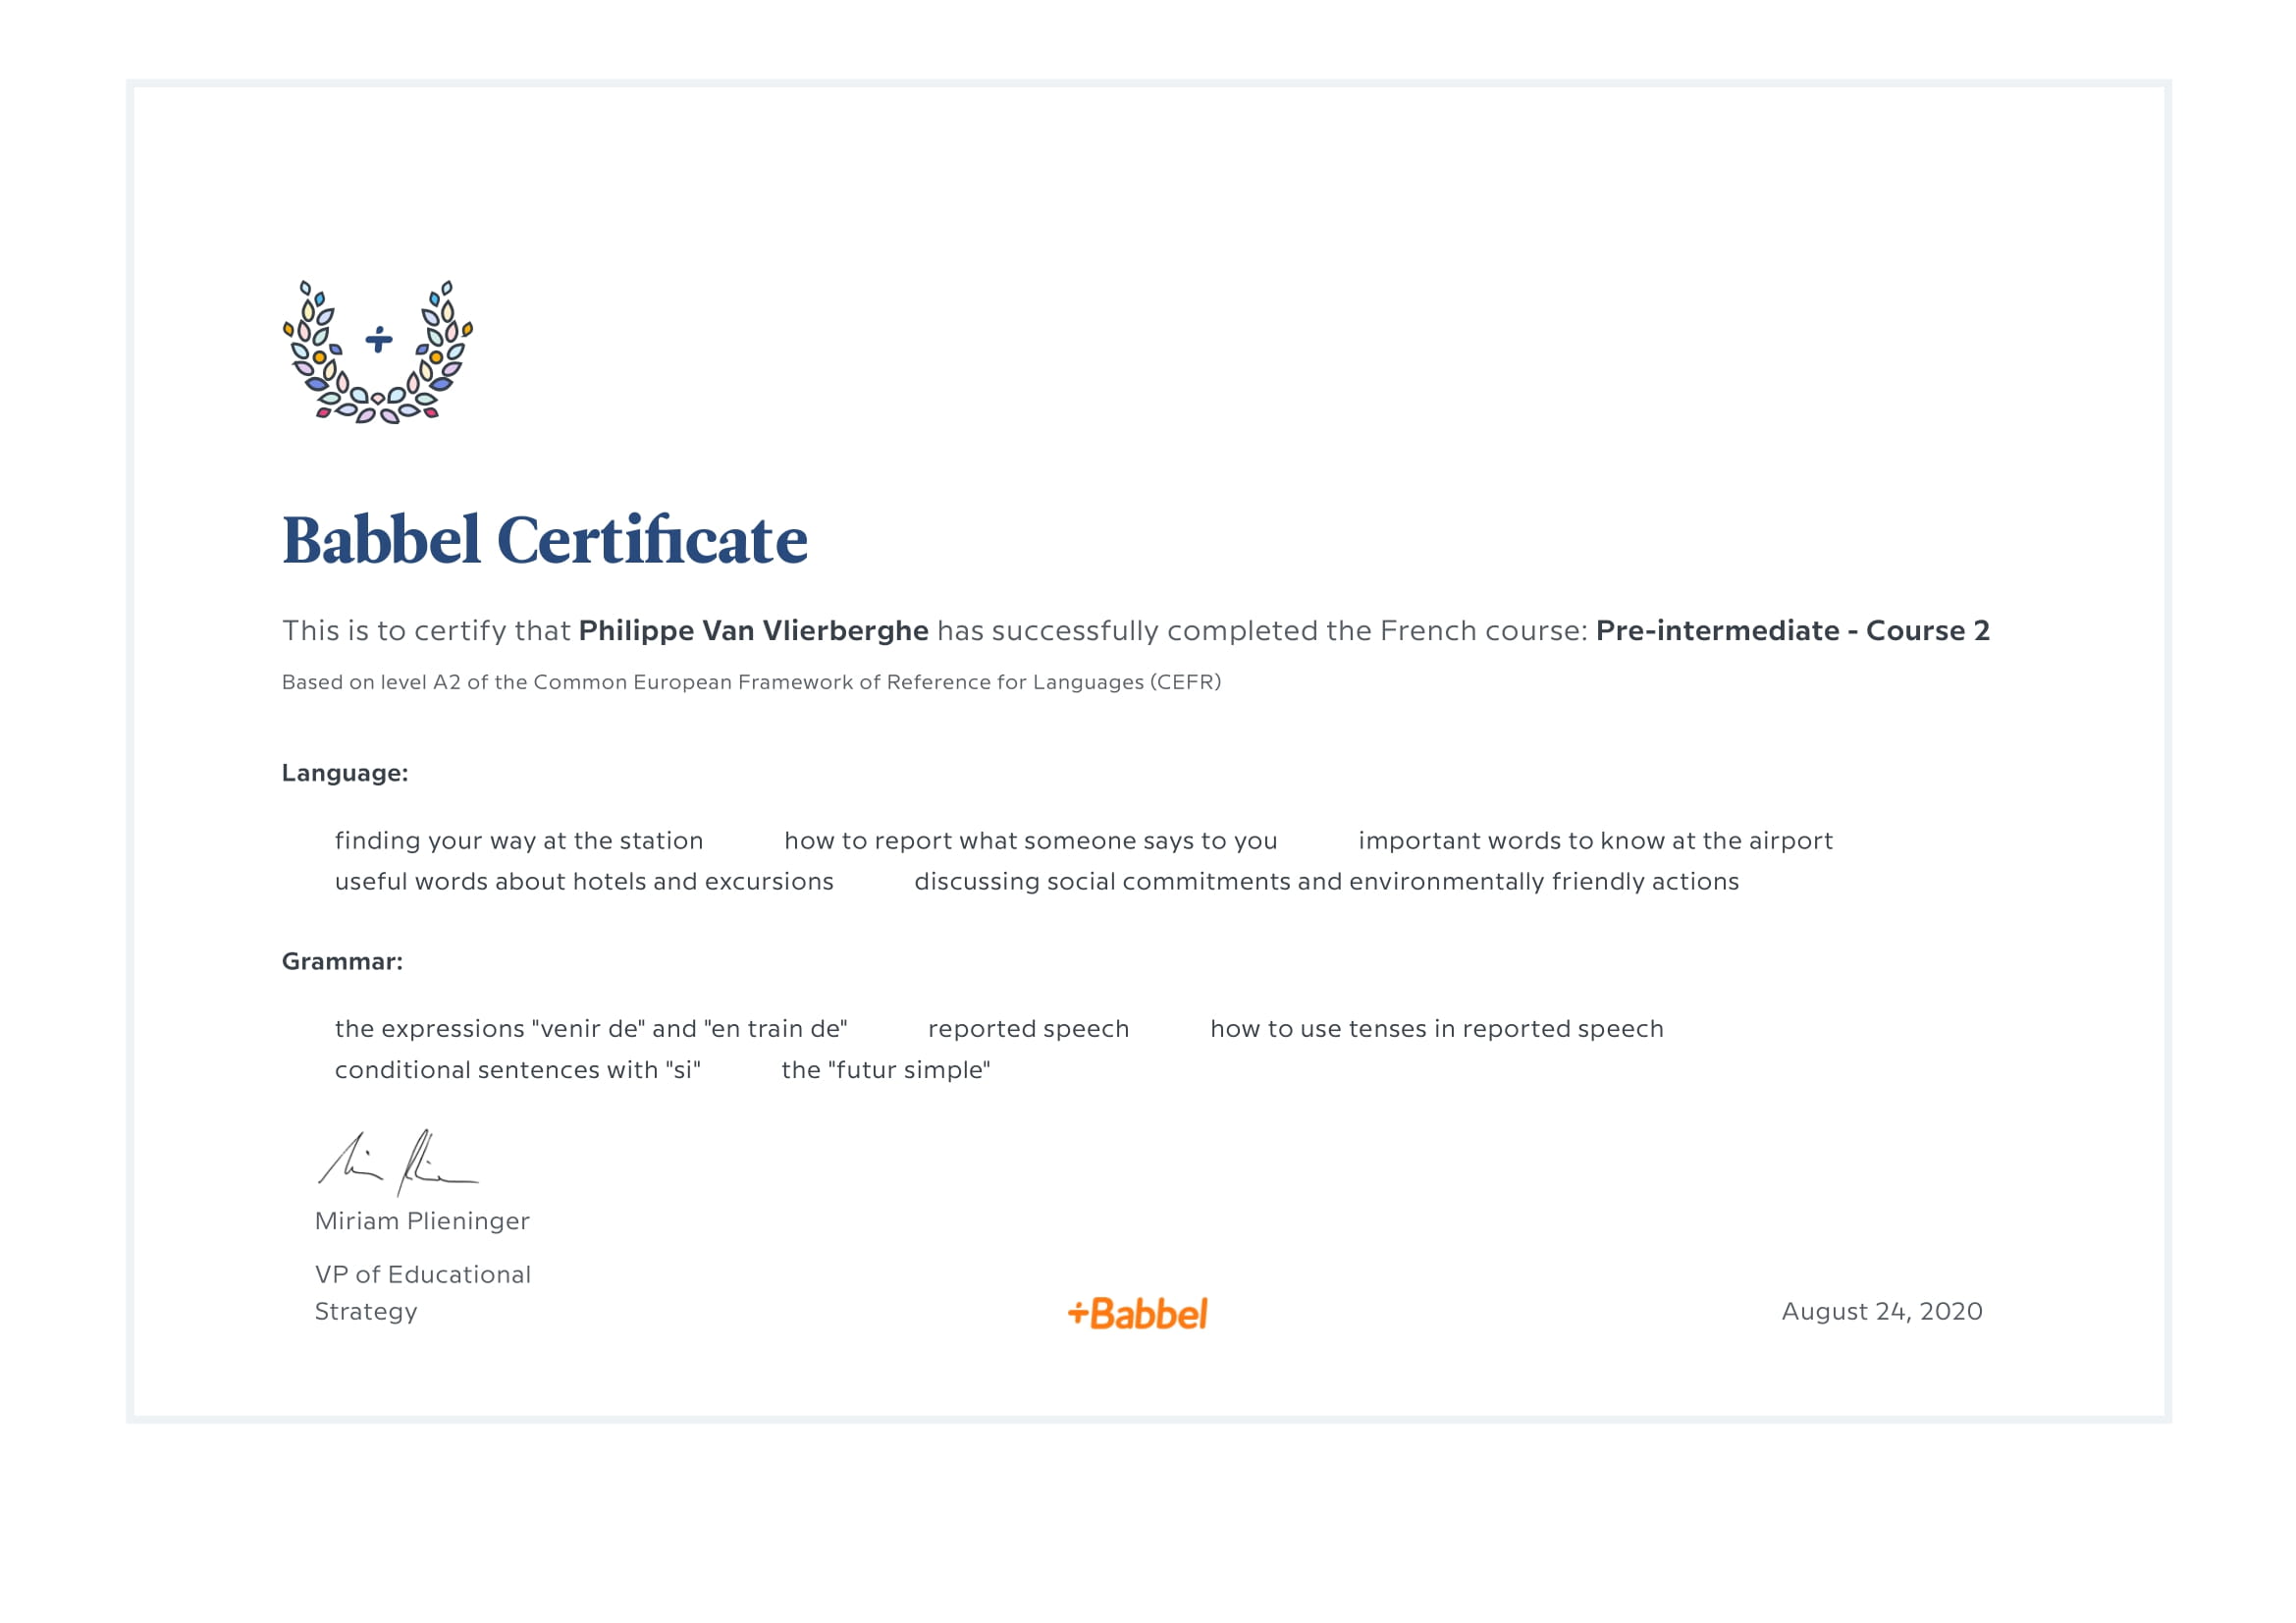 Babbel Certificate
This is to certify that Philippe Van Vlierberghe has successfully completed the French course: Pre-intermediate - Course 2
Based on level A2 of the Common European Framework of Reference for Languages (CEFR)
Language:
finding your way at the station how to report what someone says to you important words to know at the airport
useful words about hotels and excursions discussing social commitments and environmentally friendly actions
Grammar:
the expressions "venir de" and "en train de" reported speech how to use tenses in reported speech
conditional sentences with "si" the "futur simple"
Miriam Plieninger
VP of Educational
Strategy
+Babbel
August 24, 2020